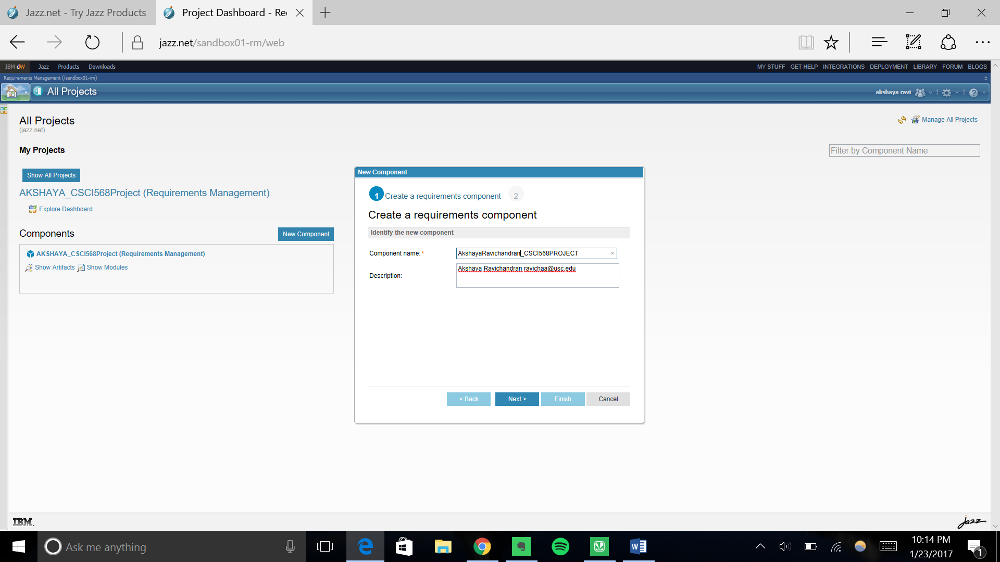 Jazz.net - Try Jazz Products
Project Dashboard - Re
jazz.net/sandbox01-rm/web
IBM dW Jazz Products Downloads
MY STUFF GET HELP INTEGRATIONS DEPLOYMENT LIBRARY FORUM BLOGS
Requirements Management (/sandbox01-rm)
All Projects
akshaya ravi
All Projects
(jazz.net)
Manage All Projects
My Projects
Filter by Component Name
Show All Projects
AKSHAYA_CSCI568Project (Requirements Management)
Explore Dashboard
Components
New Component
AKSHAYA_CSCI568Project (Requirements Management)
Show Artifacts Show Modules
New Component
1 Create a requirements component 2
Create a requirements component
Identify the new component
Component name:*
AkshayaRavichandran_CSCI568PROJECT
Description:
Akshaya Ravichandran ravichaa@usc.edu
< Back Next > Finish Cancel
IBM.
jazz
Ask me anything
10:14 PM
1/23/2017
1